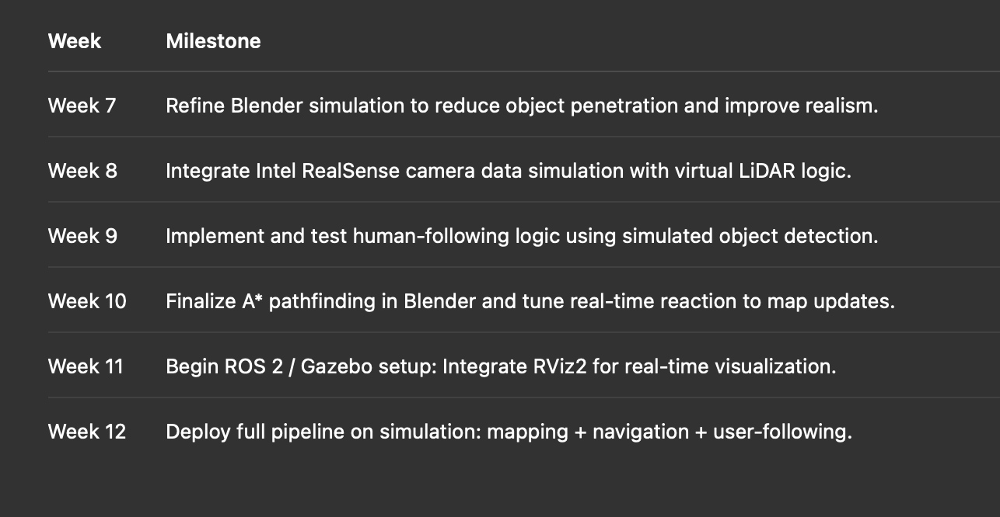 Week Milestone
Week 7 Refine Blender simulation to reduce object penetration and improve realism.
Week 8 Integrate Intel RealSense camera data simulation with virtual LiDAR logic.
Week 9 Implement and test human-following logic using simulated object detection.
Week 10 Finalize A* pathfinding in Blender and tune real-time reaction to map updates.
Week 11 Begin ROS 2 / Gazebo setup: Integrate RViz2 for real-time visualization.
Week 12 Deploy full pipeline on simulation: mapping + navigation + user-following.